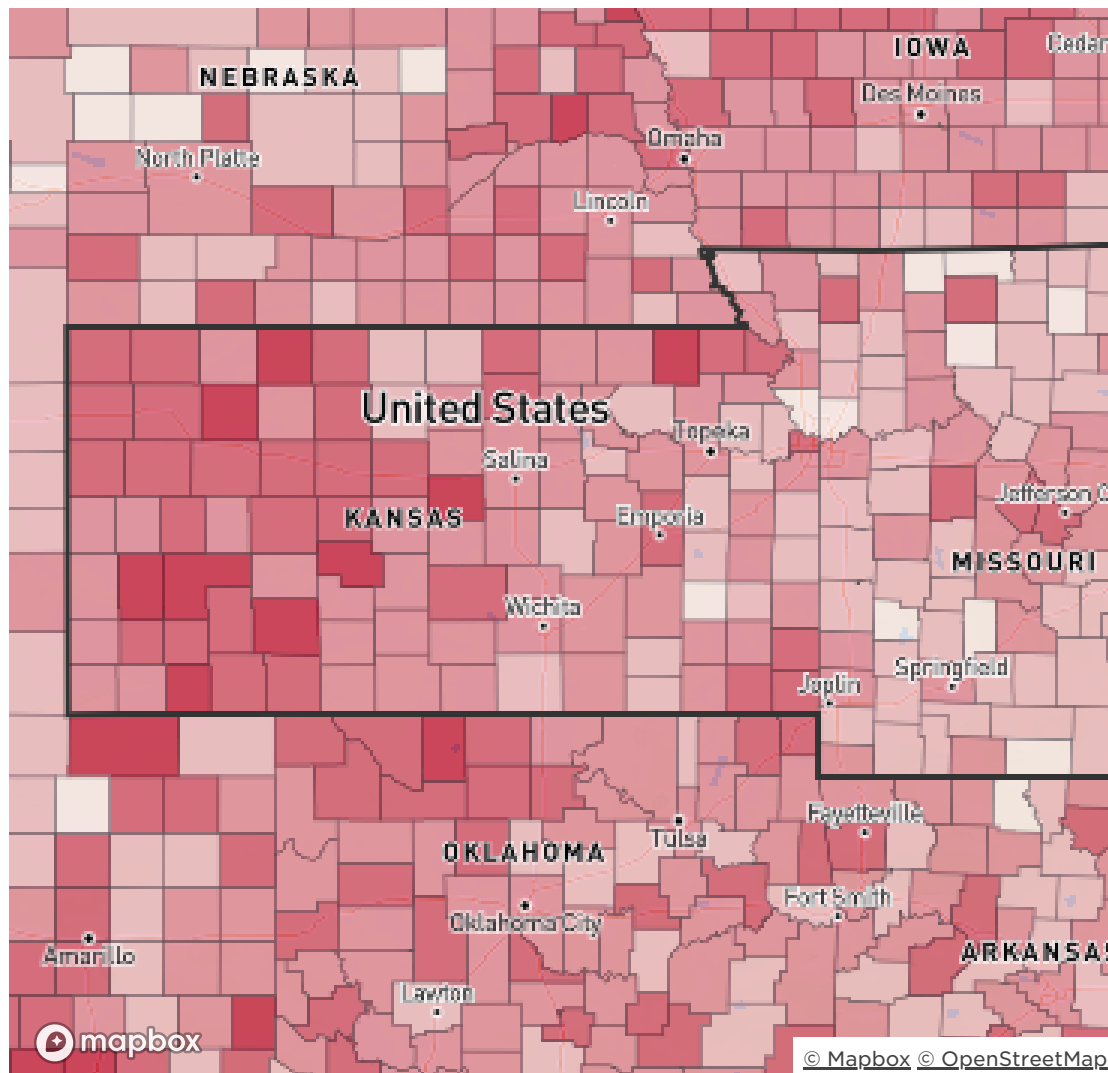 IOWA
Cedar
NEBRASKA
Des Moines
Omaha
North Platte
Lincoln
United States
Topeka
Salina
Jefferson C
KANSAS
Emporia
MISSOURI
Wichita
Springfield
Joplin
Fayetteville
Tulsa
OKLAHOMA
Fort Smith
Oklahoma City
Amarillo
ARKANSAS
Lawton
mapbox
© Mapbox © OpenStreetMap